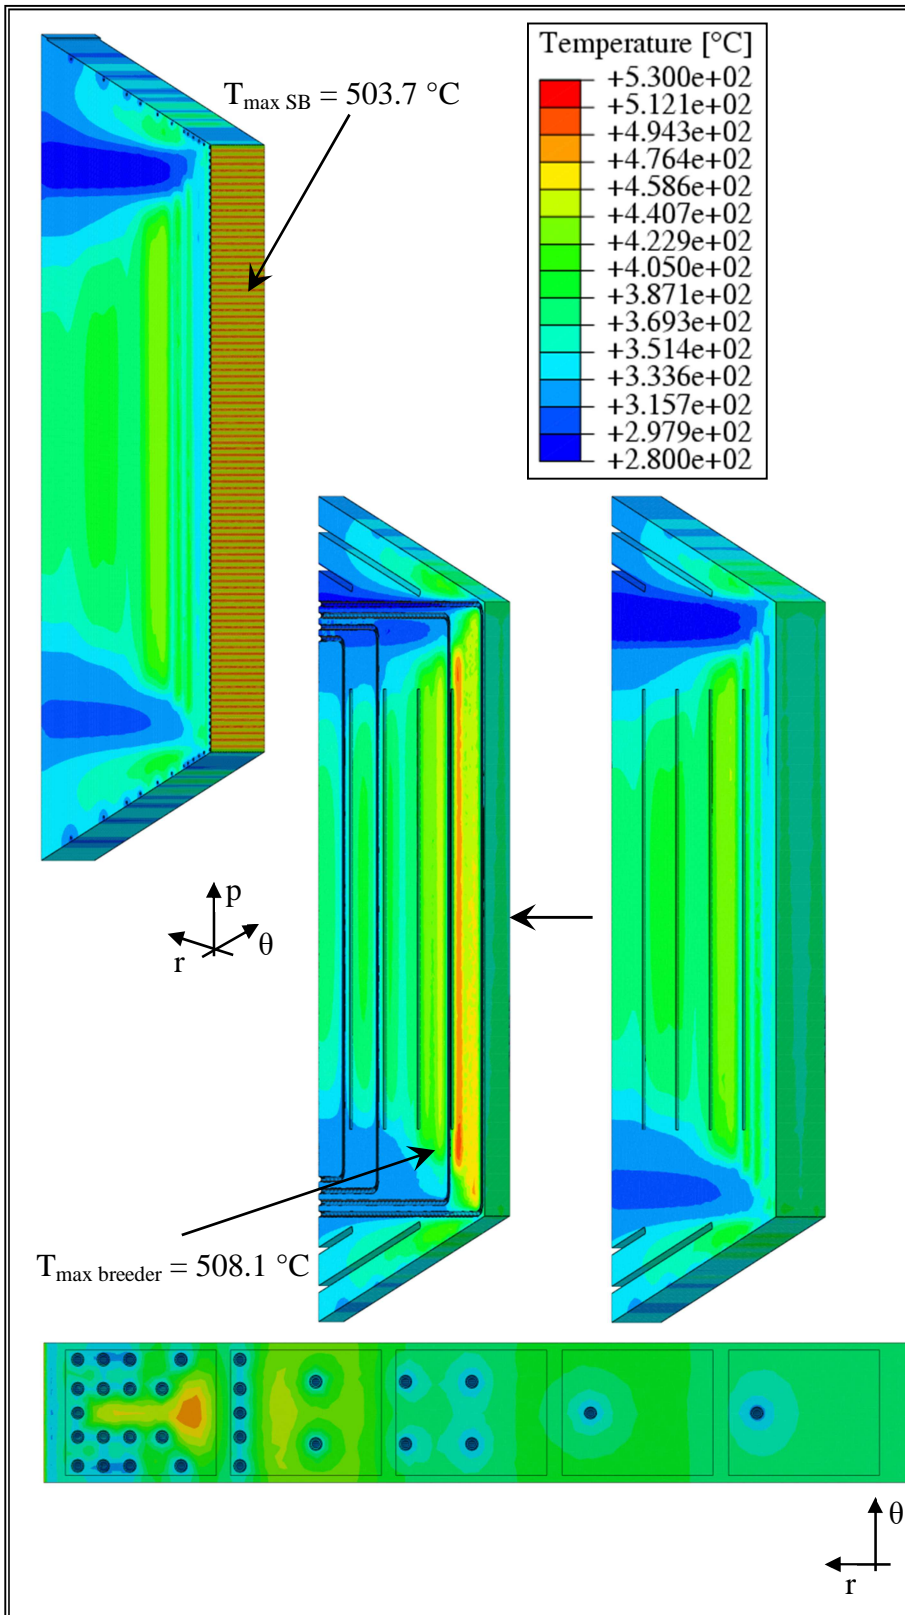 Temperature [°C]
+5.300e+02
+5.121e+02
+4.943e+02
+4.764e+02
+4.586e+02
+4.407e+02
+4.229e+02
+4.050e+02
+3.871e+02
+3.693e+02
+3.514e+02
+3.336e+02
+3.157e+02
+2.979e+02
+2.800e+02
Tmax SB = 503.7 °C
p
θ
r
Tmax breeder = 508.1 °C
θ
r